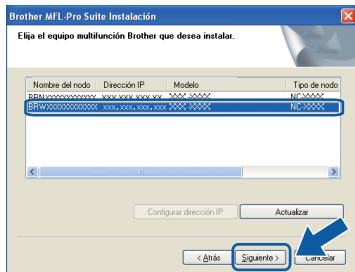 Brother MFL-Pro Suite Instalación
Elija el equipo multifunción Brother que desea instalar.
Nombre del nodo Dirección IP Modelo Tipo de nodo
BRNXXXXXXXXXXXX xxx.xxx.xxx.xx XXX-XXXX NC-XXXX
BRWXXXXXXXXXXXX xxx.xxx.xxx.xxx XXX-XXXX NC-XXXX
Configurar dirección IP Actualizar
< Atrás Siguiente > Cancelar